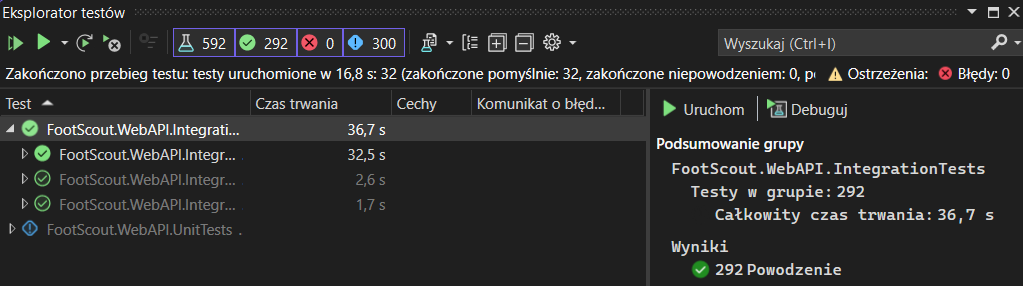 Eksplorator testów
592 292 0 300 Wyszukaj (Ctrl+I)
Zakończono przebieg testu: testy uruchomione w 16,8 s: 32 (zakończone pomyślnie: 32, zakończone niepowodzeniem: 0, pc Ostrzeżenia: Błędy: 0
Test Czas trwania Cechy Komunikat o błęd...
FootScout.WebAPI.Integrati... 36,7 s
FootScout.WebAPI.Integr... 32,5 s
FootScout.WebAPI.Integr... 2,6 s
FootScout.WebAPI.Integr... 1,7 s
FootScout.WebAPI.UnitTests .
Uruchom Debuguj
Podsumowanie grupy
FootScout.WebAPI.IntegrationTests
Testy w grupie: 292
Całkowity czas trwania: 36,7 s
Wyniki
292 Powodzenie